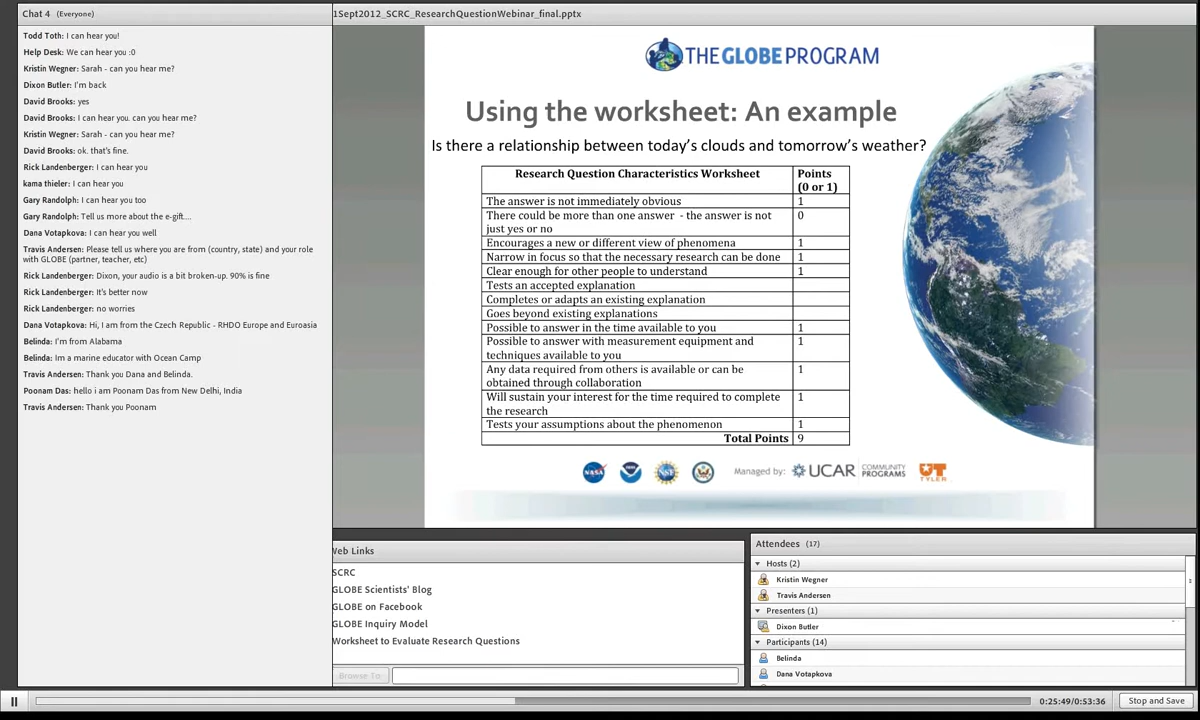 Chat 4 (Everyone)
Todd Toth: I can hear you!
Help Desk: We can hear you :0
Kristin Wegner: Sarah - can you hear me?
Dixon Butler: I'm back
David Brooks: yes
David Brooks: I can hear you. can you hear me?
Kristin Wegner: Sarah - can you hear me?
David Brooks: ok. that's fine.
Rick Landenberger: I can hear you
kama thieler: I can hear you
Gary Randolph: I can hear you too
Gary Randolph: Tell us more about the e-gift....
Dana Votapkova: I can hear you well
Travis Andersen: Please tell us where you are from (country, state) and your role
with GLOBE (partner, teacher, etc)
Rick Landenberger: Dixon, your audio is a bit broken-up. 90% is fine
Rick Landenberger: It's better now
Rick Landenberger: no worries
Dana Votapkova: Hi, I am from the Czech Republic - RHDO Europe and Euroasia
Belinda: I'm from Alabama
Belinda: Im a marine educator with Ocean Camp
Travis Andersen: Thank you Dana and Belinda.
Poonam Das: hello i am Poonam Das from New Delhi, India
Travis Andersen: Thank you Poonam
1Sept2012_SCRC_ResearchQuestionWebinar_final.pptx
THE GLOBE PROGRAM
Using the worksheet: An example
Is there a relationship between today's clouds and tomorrow's weather?
Research Question Characteristics Worksheet Points
(0 or 1)
The answer is not immediately obvious 1
There could be more than one answer - the answer is not 0
just yes or no
Encourages a new or different view of phenomena 1
Narrow in focus so that the necessary research can be done 1
Clear enough for other people to understand 1
Tests an accepted explanation
Completes or adapts an existing explanation
Goes beyond existing explanations
Possible to answer in the time available to you 1
Possible to answer with measurement equipment and 1
techniques available to you
Any data required from others is available or can be 1
obtained through collaboration
Will sustain your interest for the time required to complete 1
the research
Tests your assumptions about the phenomenon 1
Total Points 9
NASA NSF Managed by: UCAR COMMUNITY
PROGRAMS UT
TYLER
Web Links
SCRC
GLOBE Scientists' Blog
GLOBE on Facebook
GLOBE Inquiry Model
Worksheet to Evaluate Research Questions
Browse To
Attendees (17)
Hosts (2)
Kristin Wegner
Travis Andersen
Presenters (1)
Dixon Butler
Participants (14)
Belinda
Dana Votapkova
0:25:49/0:53:36 Stop and Save